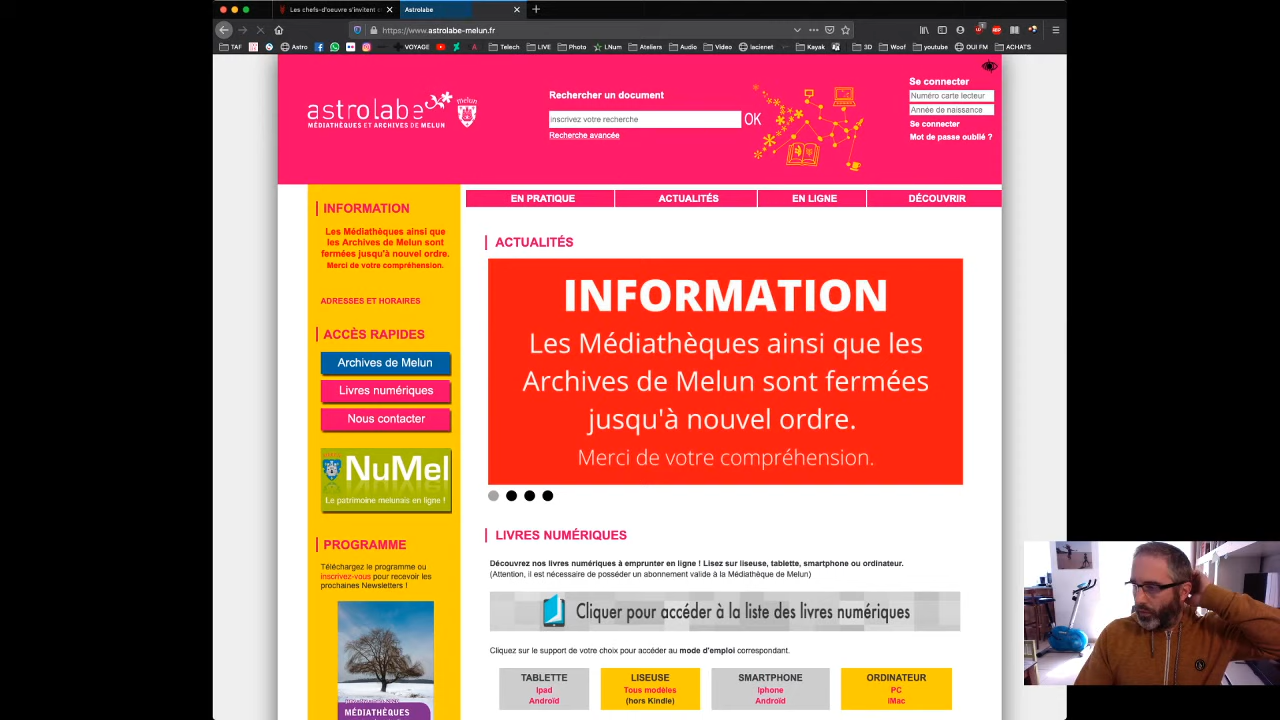 Les chefs-d'oeuvre s'invitent
Astrolabe
https://www.astrolabe-melun.fr
TAF
Astro
VOYAGE
Telech
LIVE
Photo
LNum
Ateliers
Audio
Video
lacienet
Kayak
3D
Woof
youtube
OUI FM
ACHATS
astrolabe
melun
MÉDIATHÈQUES ET ARCHIVES DE MELUN
Rechercher un document
inscrivez votre recherche
OK
Recherche avancée
Se connecter
Numéro carte lecteur
Année de naissance
Se connecter
Mot de passe oublié ?
EN PRATIQUE
ACTUALITÉS
EN LIGNE
DÉCOUVRIR
INFORMATION
Les Médiathèques ainsi que
les Archives de Melun sont
fermées jusqu'à nouvel ordre.
Merci de votre compréhension.
ADRESSES ET HORAIRES
ACCÈS RAPIDES
Archives de Melun
Livres numériques
Nous contacter
NuMel
Le patrimoine melunais en ligne !
PROGRAMME
Téléchargez le programme ou
inscrivez-vous pour recevoir les
prochaines Newsletters !
MÉDIATHÈQUES
ACTUALITÉS
INFORMATION
Les Médiathèques ainsi que les
Archives de Melun sont fermées
jusqu'à nouvel ordre.
Merci de votre compréhension.
LIVRES NUMÉRIQUES
Découvrez nos livres numériques à emprunter en ligne ! Lisez sur liseuse, tablette, smartphone ou ordinateur.
(Attention, il est nécessaire de posséder un abonnement valide à la Médiathèque de Melun)
Cliquer pour accéder à la liste des livres numériques
Cliquez sur le support de votre choix pour accéder au mode d'emploi correspondant.
TABLETTE
Ipad
Androïd
LISEUSE
Tous modèles
(hors Kindle)
SMARTPHONE
Iphone
Androïd
ORDINATEUR
PC
iMac